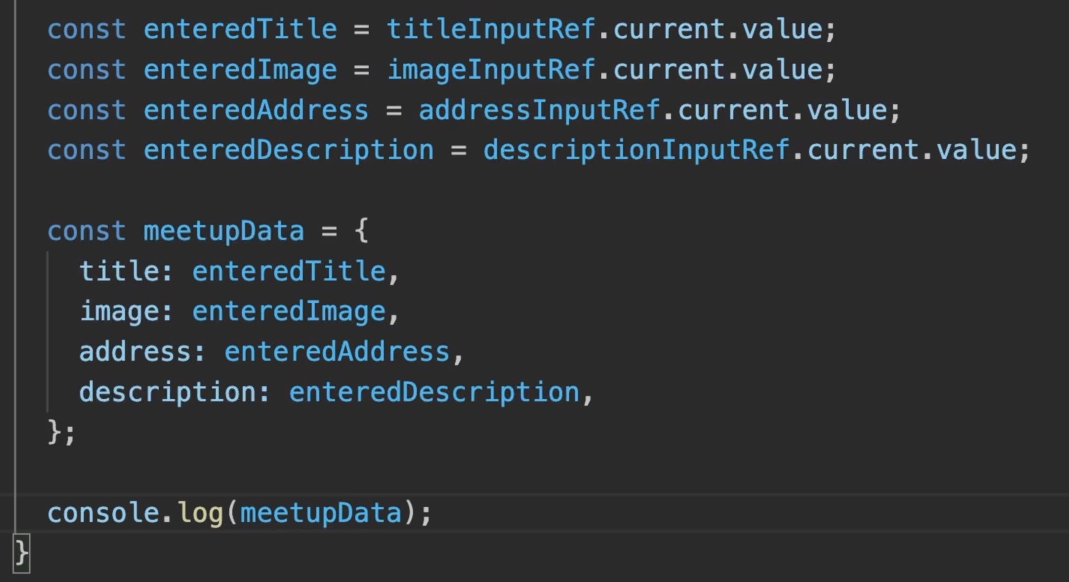 const enteredTitle = titleInputRef.current.value;
const enteredImage = imageInputRef.current.value;
const enteredAddress = addressInputRef.current.value;
const enteredDescription = descriptionInputRef.current.value;
const meetupData = {
title: enteredTitle,
image: enteredImage,
address: enteredAddress,
description: enteredDescription,
};
console.log(meetupData);
}